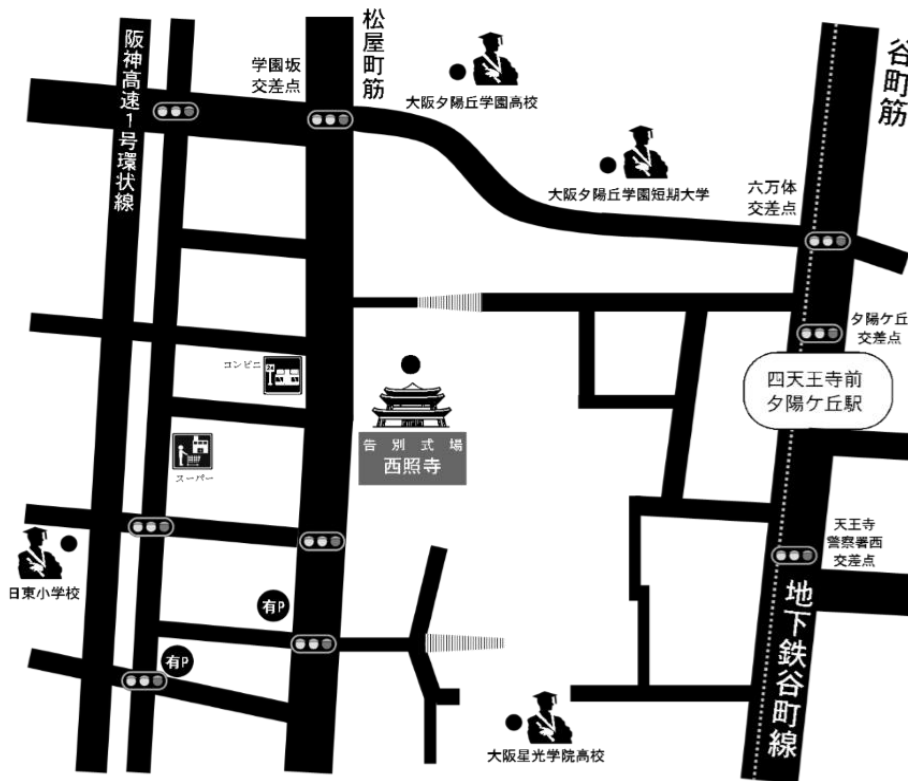 阪神高速1号環状線
松屋町筋
谷町筋
学園坂
交差点
大阪夕陽丘学園高校
大阪夕陽丘学園短期大学
六万体
交差点
夕陽ケ丘
交差点
四天王寺前
夕陽ケ丘駅
コンビニ
24
告別式場
西照寺
スーパー
天王寺
警察署西
交差点
日東小学校
有P
有P
地下鉄谷町線
大阪星光学院高校